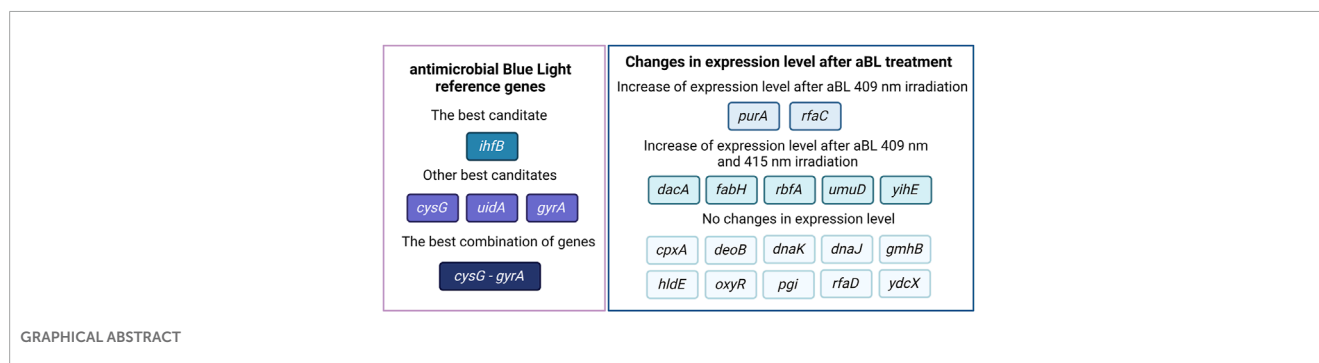 antimicrobial Blue Light
reference genes
The best canditate
ihfB
Other best canditates
cysG uidA gyrA
The best combination of genes
cysG - gyrA
Changes in expression level after aBL treatment
Increase of expression level after aBL 409 nm irradiation
purA rfaC
Increase of expression level after aBL 409 nm
and 415 nm irradiation
dacA fabH rbfA umuD yihE
No changes in expression level
cpxA deoB dnaK dnaJ gmhB
hldE oxyR pgi rfaD ydcX
GRAPHICAL ABSTRACT